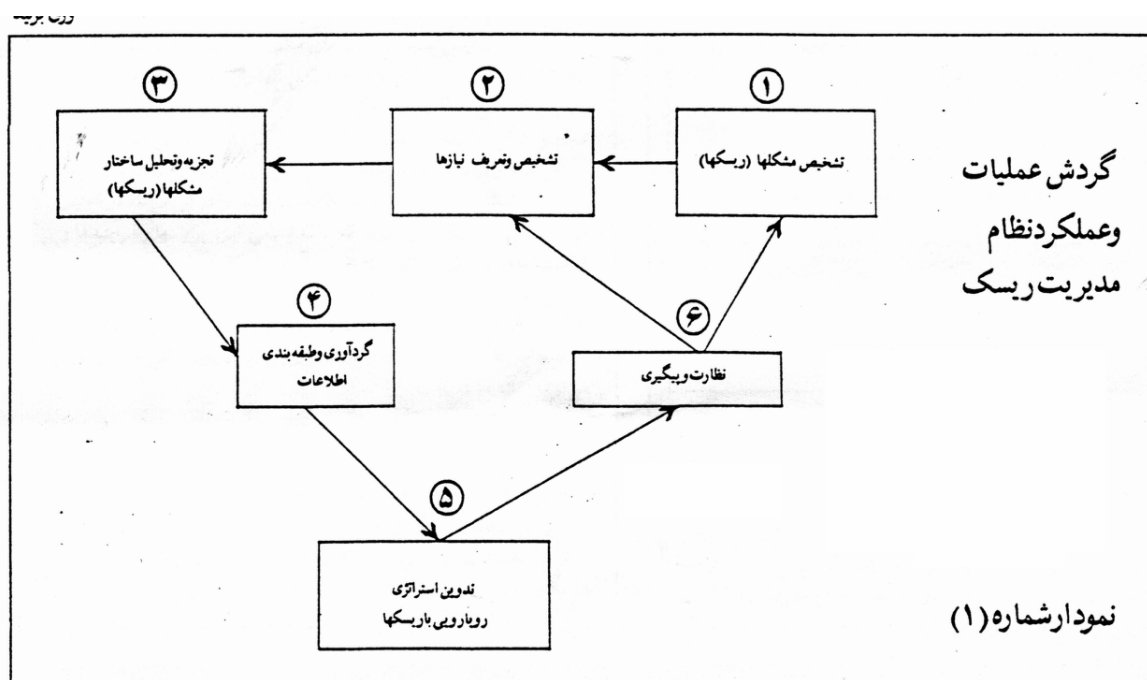 گردش عملیات
وعملکردنظام
مدیریت ریسک
۱
تشخیص مشکلها (ریسکها)
۲
تشخیص وتعریف نیازها
۳
تجزیه وتحلیل ساختار
مشکلها(ریسکها)
۴
گردآوری وطبقه بندی
اطلاعات
۵
تدوین استراتژی
رویارویی باریسکها
۶
نظارت وپیگیری
نمودارشماره(۱)